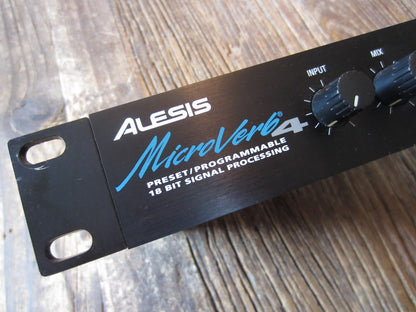 ALESIS
MicroVerb 4
PRESET/PROGRAMMABLE
18 BIT SIGNAL PROCESSING
INPUT
MIX